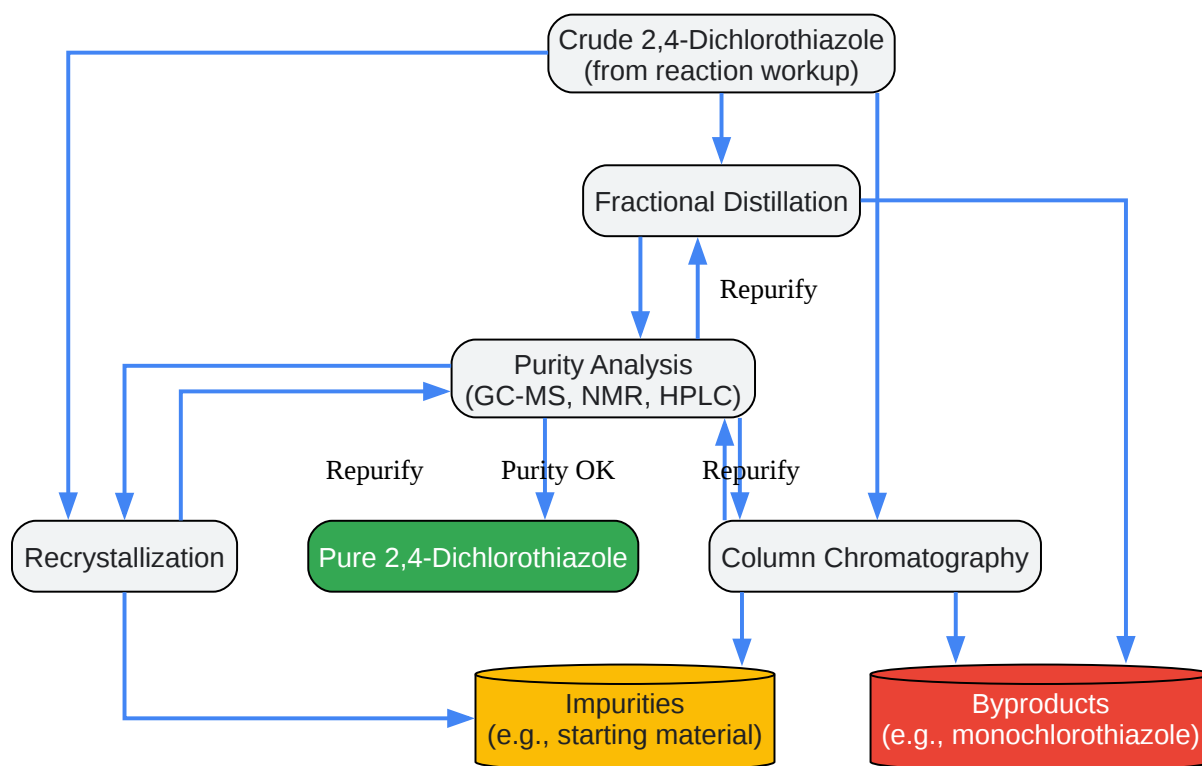 Crude 2,4-Dichlorothiazole
(from reaction workup)
Fractional Distillation
Repurify
Purity Analysis
(GC-MS, NMR, HPLC)
Repurify
Purity OK
Repurify
Recrystallization
Pure 2,4-Dichlorothiazole
Column Chromatography
Impurities
(e.g., starting material)
Byproducts
(e.g., monochlorothiazole)